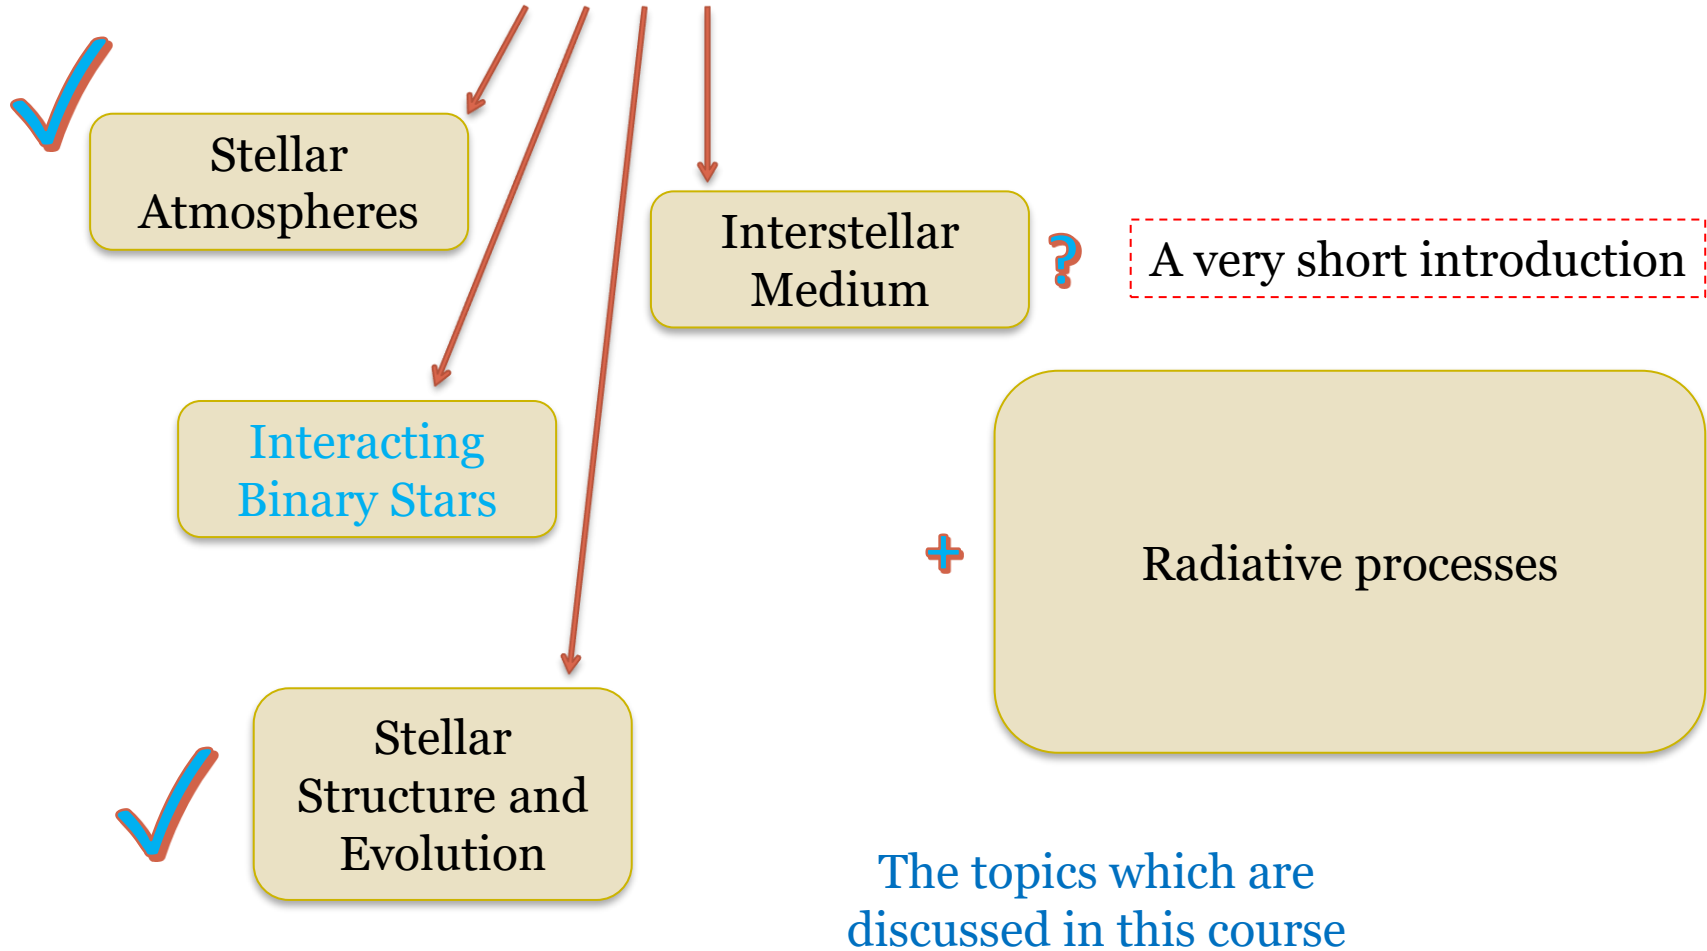 Stellar
Atmospheres
Interstellar
Medium
?
A very short introduction
Interacting
Binary Stars
+
Radiative processes
Stellar
Structure and
Evolution
The topics which are
discussed in this course